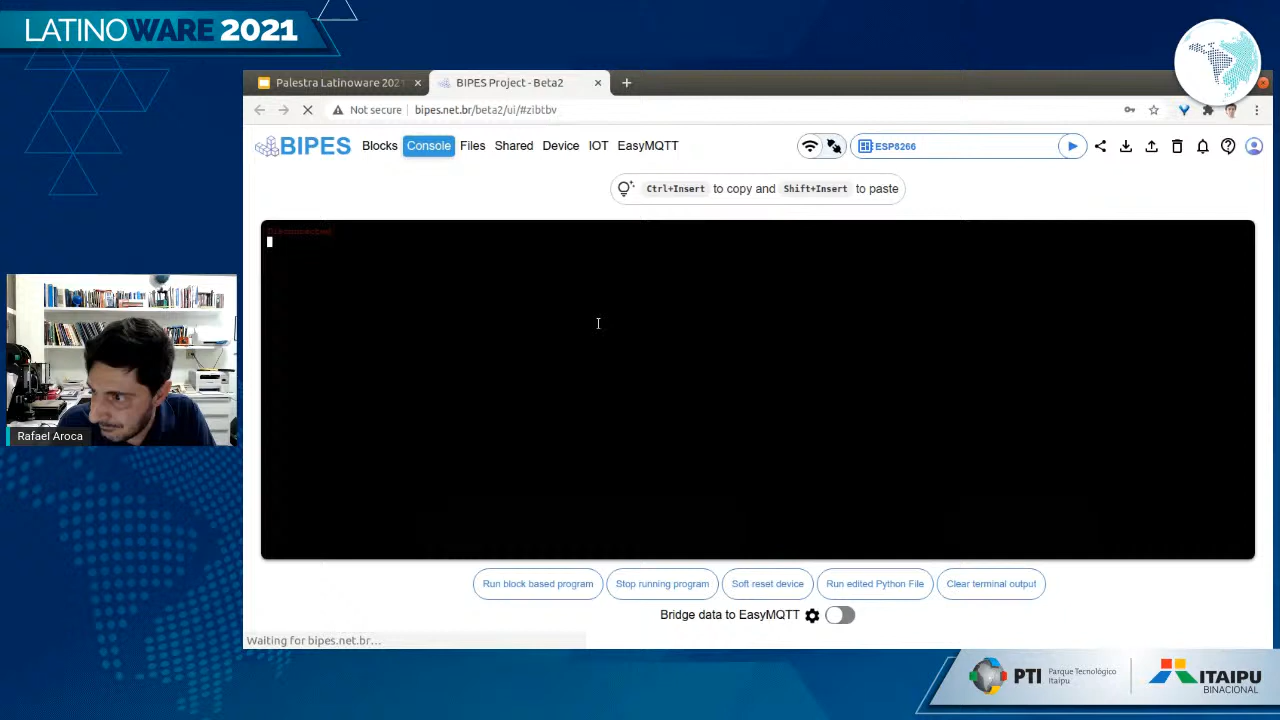 LATINOWARE 2021
Palestra Latinoware 2021
BIPES Project - Beta2
Not secure
bipes.net.br/beta2/ui/#zibtbv
BIPES
Blocks
Console
Files
Shared
Device
IOT
EasyMQTT
ESP8266
Ctrl+Insert to copy and Shift+Insert to paste
Disconnected
Rafael Aroca
Run block based program
Stop running program
Soft reset device
Run edited Python File
Clear terminal output
Bridge data to EasyMQTT
Waiting for bipes.net.br...
PTI
Parque Tecnológico
Itaipu
ITAIPU
BINACIONAL